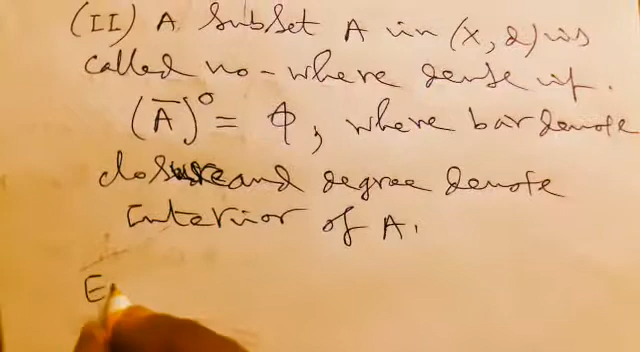 (II) A SubSet A in (X, d) is
called no-where dense if.
(A̅)° = ϕ, where bar denote
closure and degree denote
Interior of A.
E